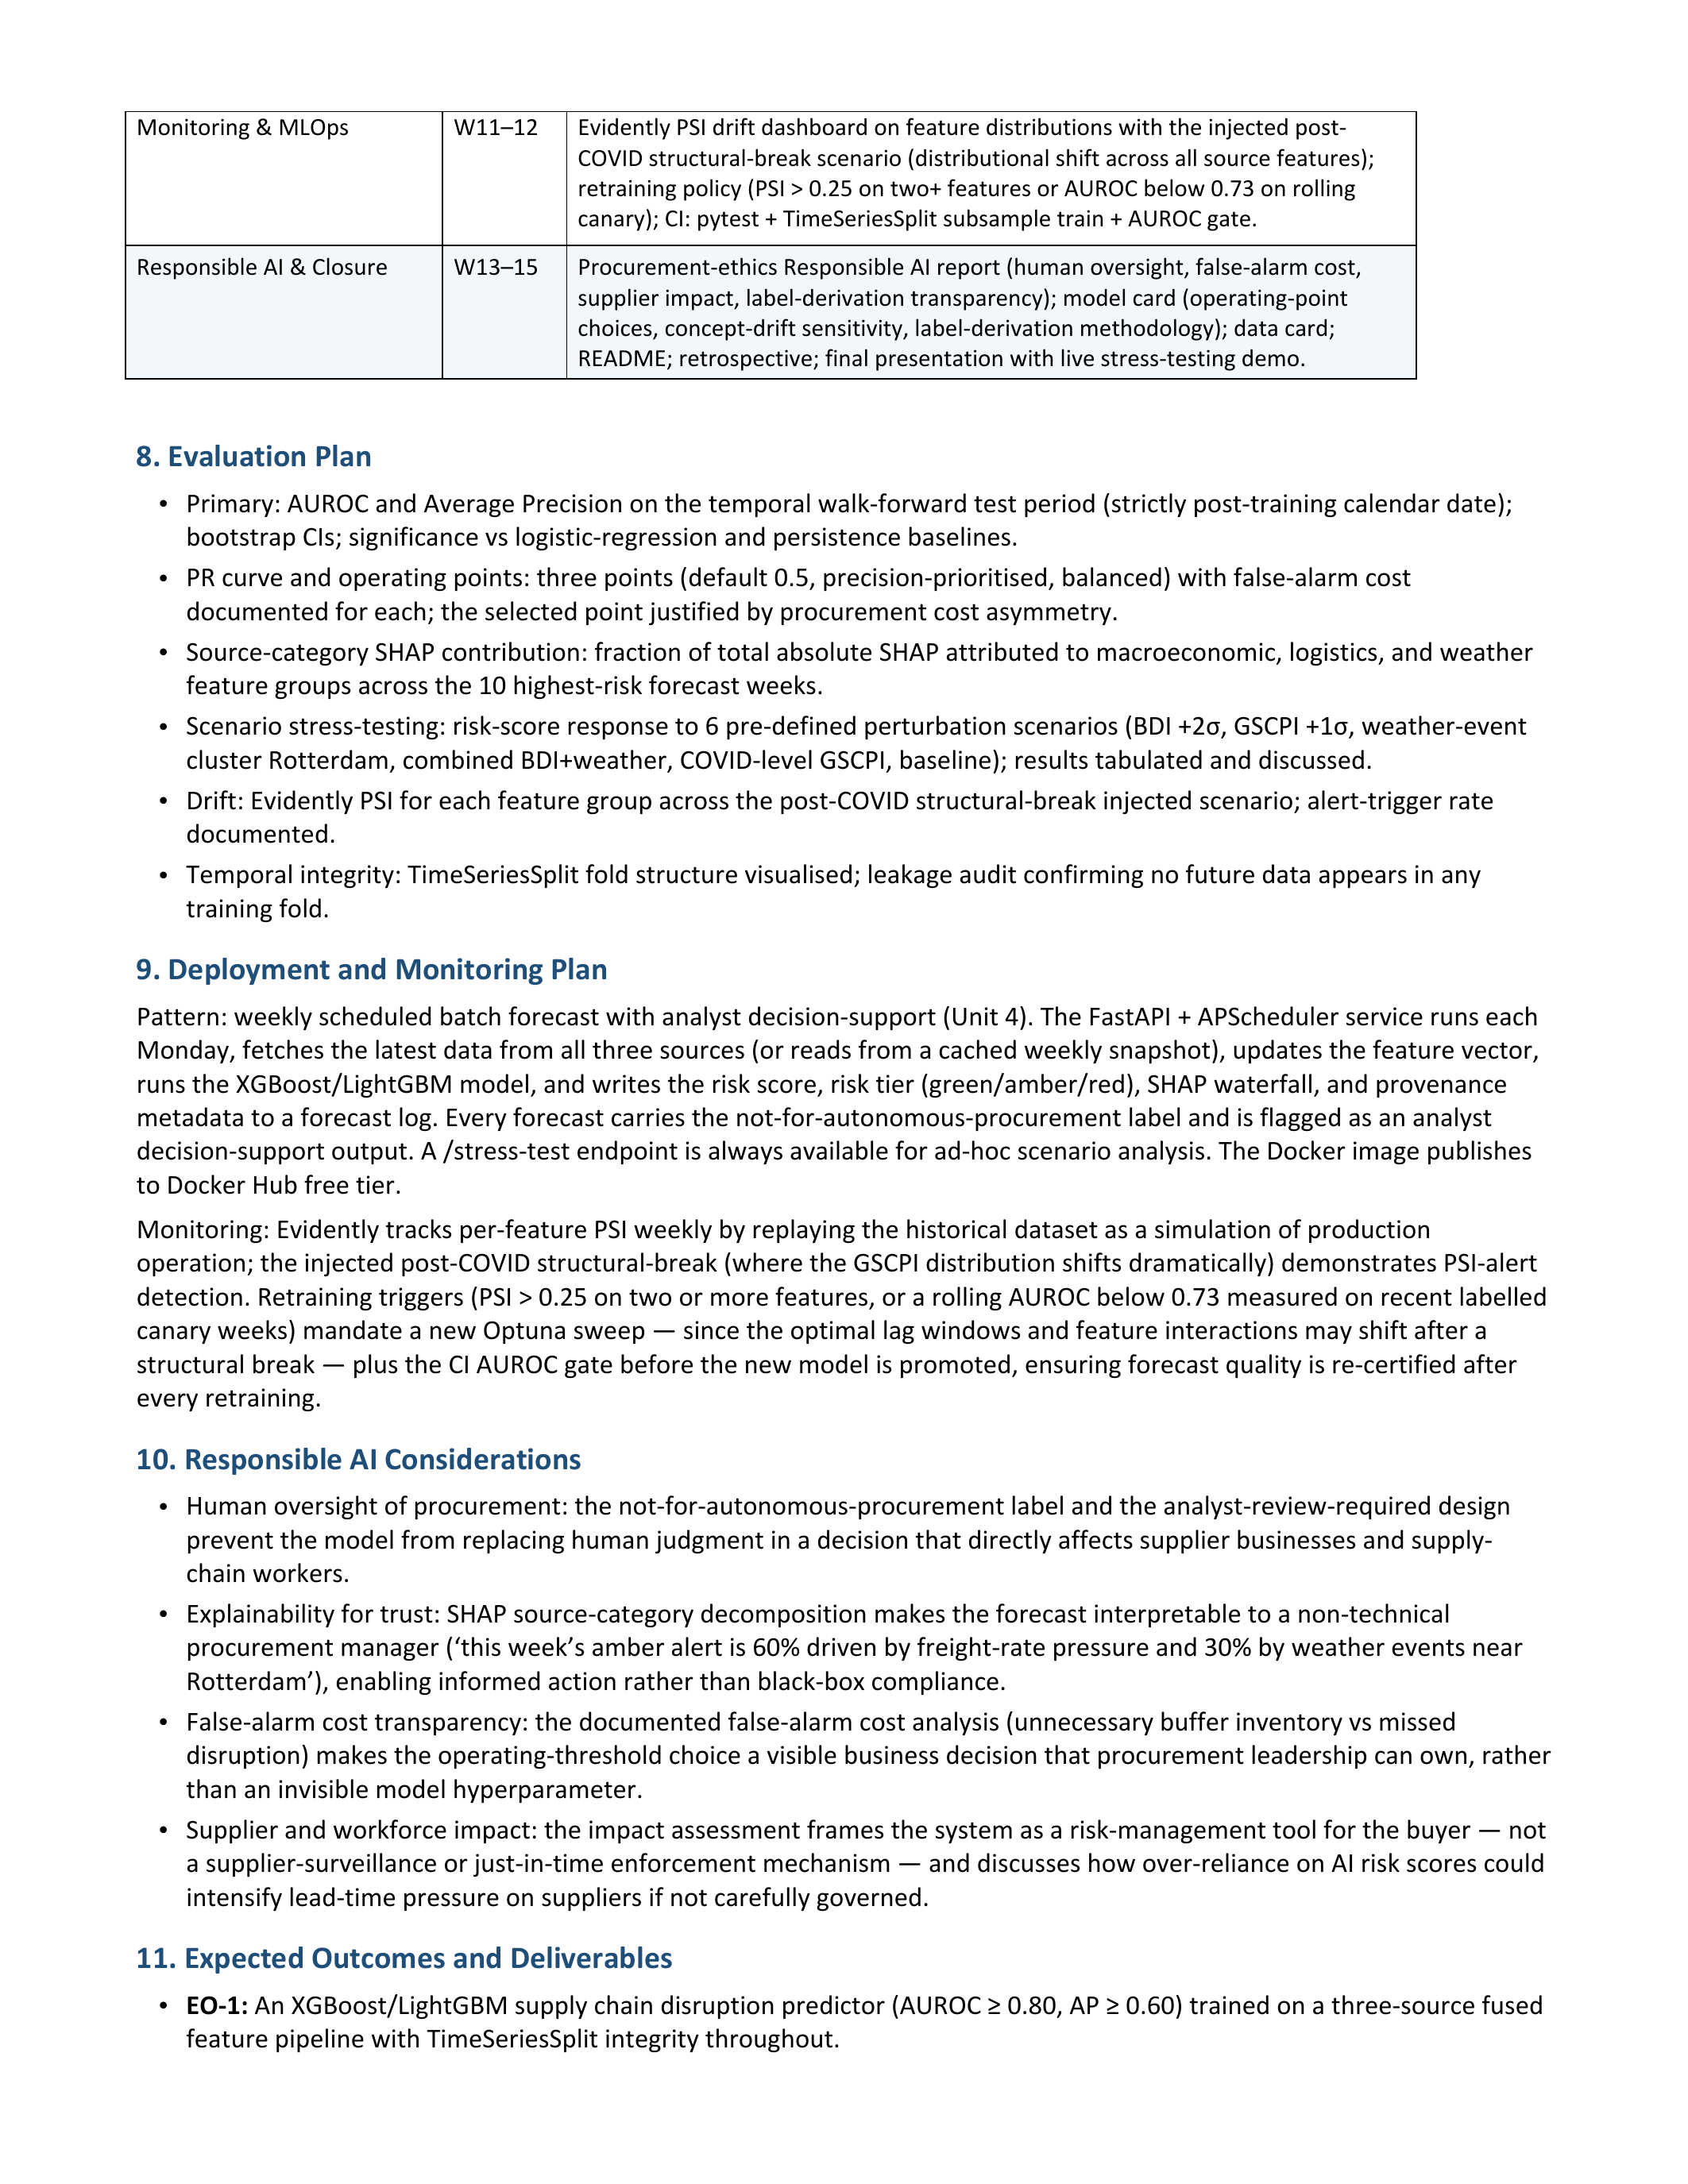 Monitoring & MLOps
W11–12
Evidently PSI drift dashboard on feature distributions with the injected post-
COVID structural-break scenario (distributional shift across all source features);
retraining policy (PSI > 0.25 on two+ features or AUROC below 0.73 on rolling
canary); CI: pytest + TimeSeriesSplit subsample train + AUROC gate.
Responsible AI & Closure
W13–15
Procurement-ethics Responsible AI report (human oversight, false-alarm cost,
supplier impact, label-derivation transparency); model card (operating-point
choices, concept-drift sensitivity, label-derivation methodology); data card;
README; retrospective; final presentation with live stress-testing demo.
8. Evaluation Plan
• Primary: AUROC and Average Precision on the temporal walk-forward test period (strictly post-training calendar date);
bootstrap CIs; significance vs logistic-regression and persistence baselines.
• PR curve and operating points: three points (default 0.5, precision-prioritised, balanced) with false-alarm cost
documented for each; the selected point justified by procurement cost asymmetry.
• Source-category SHAP contribution: fraction of total absolute SHAP attributed to macroeconomic, logistics, and weather
feature groups across the 10 highest-risk forecast weeks.
• Scenario stress-testing: risk-score response to 6 pre-defined perturbation scenarios (BDI +2σ, GSCPI +1σ, weather-event
cluster Rotterdam, combined BDI+weather, COVID-level GSCPI, baseline); results tabulated and discussed.
• Drift: Evidently PSI for each feature group across the post-COVID structural-break injected scenario; alert-trigger rate
documented.
• Temporal integrity: TimeSeriesSplit fold structure visualised; leakage audit confirming no future data appears in any
training fold.
9. Deployment and Monitoring Plan
Pattern: weekly scheduled batch forecast with analyst decision-support (Unit 4). The FastAPI + APScheduler service runs each
Monday, fetches the latest data from all three sources (or reads from a cached weekly snapshot), updates the feature vector,
runs the XGBoost/LightGBM model, and writes the risk score, risk tier (green/amber/red), SHAP waterfall, and provenance
metadata to a forecast log. Every forecast carries the not-for-autonomous-procurement label and is flagged as an analyst
decision-support output. A /stress-test endpoint is always available for ad-hoc scenario analysis. The Docker image publishes
to Docker Hub free tier.
Monitoring: Evidently tracks per-feature PSI weekly by replaying the historical dataset as a simulation of production
operation; the injected post-COVID structural-break (where the GSCPI distribution shifts dramatically) demonstrates PSI-alert
detection. Retraining triggers (PSI > 0.25 on two or more features, or a rolling AUROC below 0.73 measured on recent labelled
canary weeks) mandate a new Optuna sweep — since the optimal lag windows and feature interactions may shift after a
structural break — plus the CI AUROC gate before the new model is promoted, ensuring forecast quality is re-certified after
every retraining.
10. Responsible AI Considerations
• Human oversight of procurement: the not-for-autonomous-procurement label and the analyst-review-required design
prevent the model from replacing human judgment in a decision that directly affects supplier businesses and supply-
chain workers.
• Explainability for trust: SHAP source-category decomposition makes the forecast interpretable to a non-technical
procurement manager (‘this week’s amber alert is 60% driven by freight-rate pressure and 30% by weather events near
Rotterdam’), enabling informed action rather than black-box compliance.
• False-alarm cost transparency: the documented false-alarm cost analysis (unnecessary buffer inventory vs missed
disruption) makes the operating-threshold choice a visible business decision that procurement leadership can own, rather
than an invisible model hyperparameter.
• Supplier and workforce impact: the impact assessment frames the system as a risk-management tool for the buyer — not
a supplier-surveillance or just-in-time enforcement mechanism — and discusses how over-reliance on AI risk scores could
intensify lead-time pressure on suppliers if not carefully governed.
11. Expected Outcomes and Deliverables
• EO-1: An XGBoost/LightGBM supply chain disruption predictor (AUROC ≥ 0.80, AP ≥ 0.60) trained on a three-source fused
feature pipeline with TimeSeriesSplit integrity throughout.